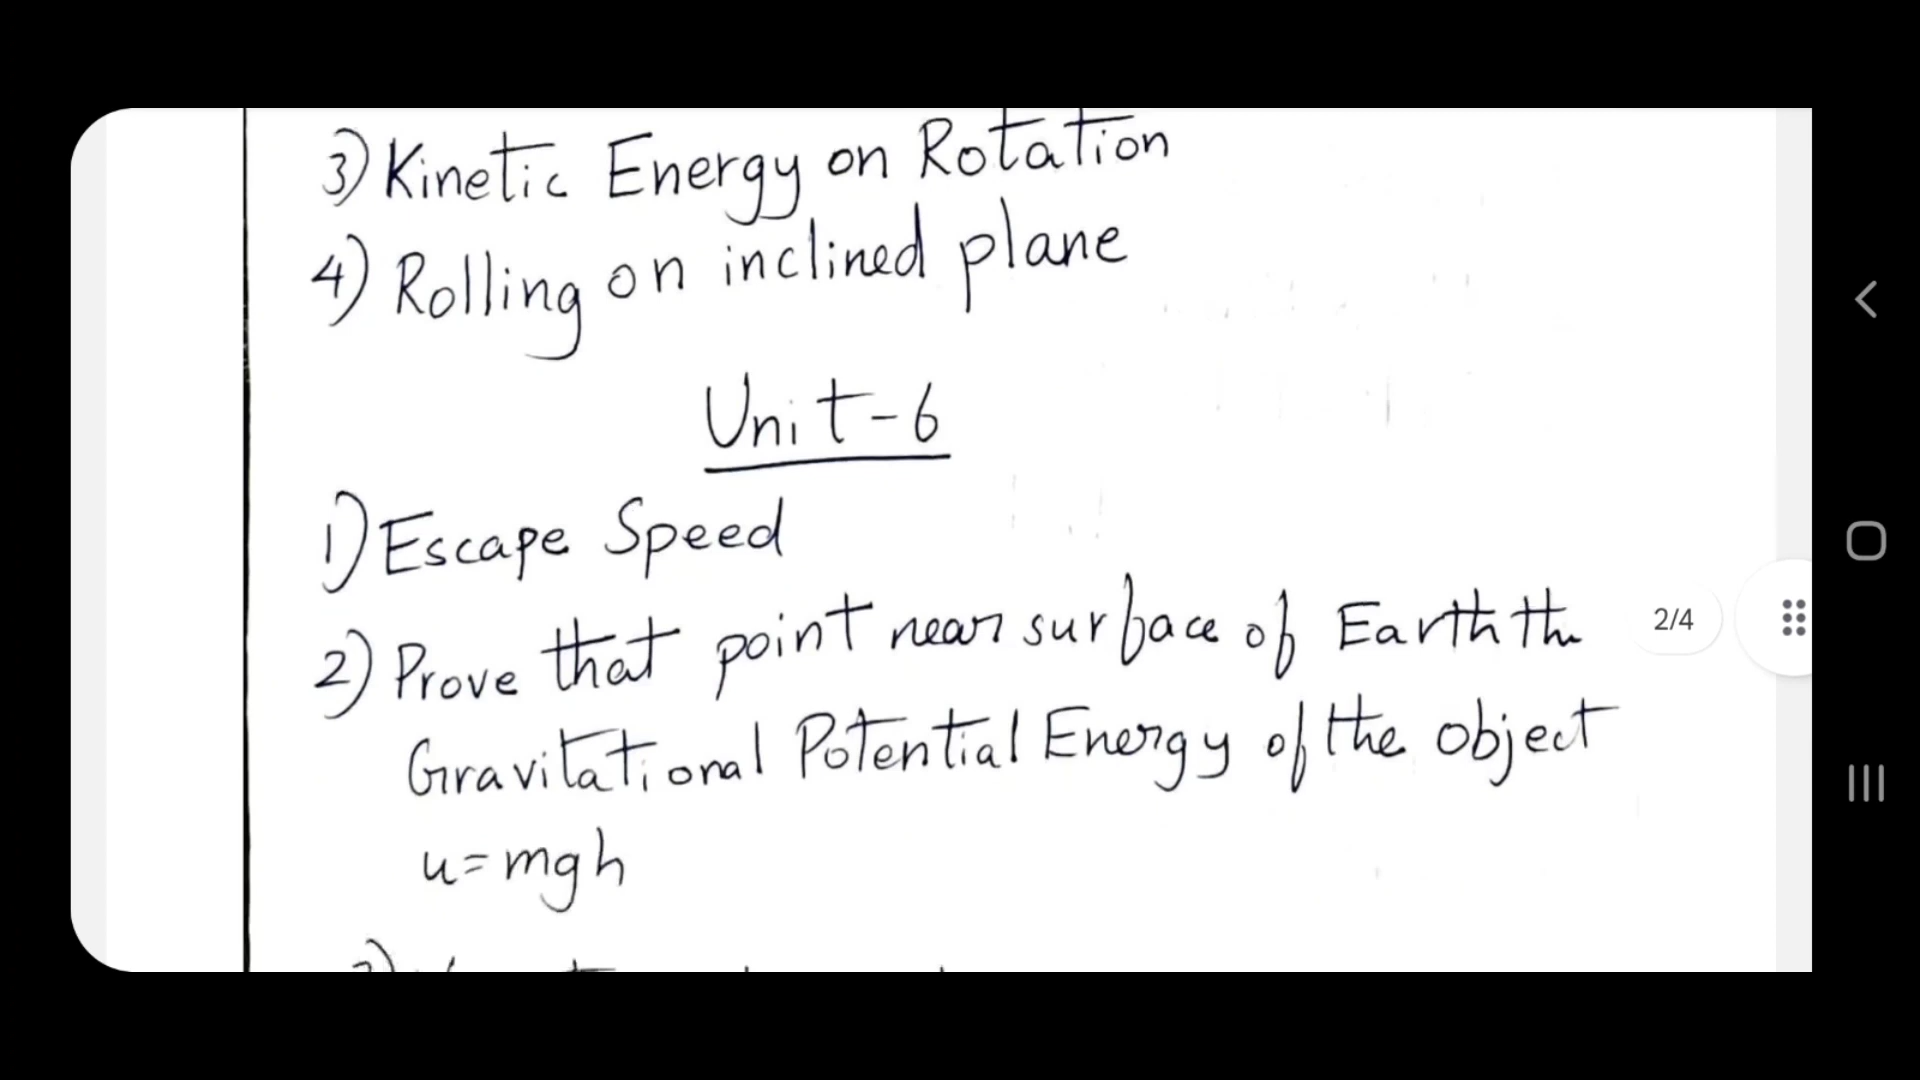 3) Kinetic Energy on Rotation
4) Rolling on inclined plane
Unit-6
1) Escape Speed
2) Prove that point near surface of Earth the
Gravitational Potential Energy of the object
u=mgh
2/4